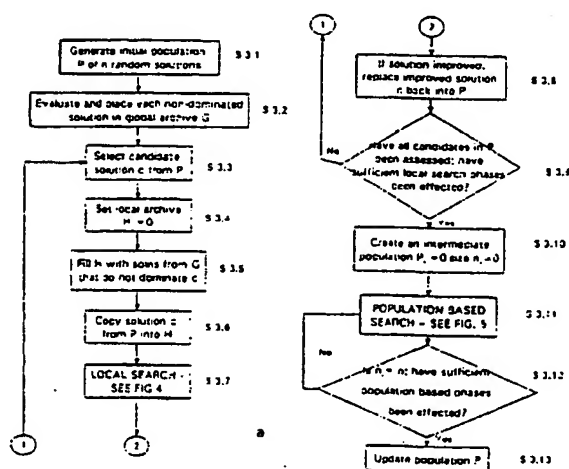 Generate initial population
P of n random solutions
S 3.1
Evaluate and place each non-dominated
solution in global archive G
S 3.2
Select candidate
solution c from P
S 3.3
Set local archive
H = 0
S 3.4
Fill H with solns from G
that do not dominate c
S 3.5
Copy solution c
from P into H
S 3.6
LOCAL SEARCH -
SEE FIG 4
S 3.7
1
2
a
1
2
If solution improved,
replace improved solution
back into P
S 3.8
No
Have all candidates in P
been assessed; have
sufficient local search phases
been effected?
S 3.9
Yes
Create an intermediate
population = 0 size = 0
S 3.10
POPULATION BASED
SEARCH - SEE FIG. 5
S 3.11
No
= n; have sufficient
population based phases
been effected?
S 3.12
Yes
Update population P
S 3.13